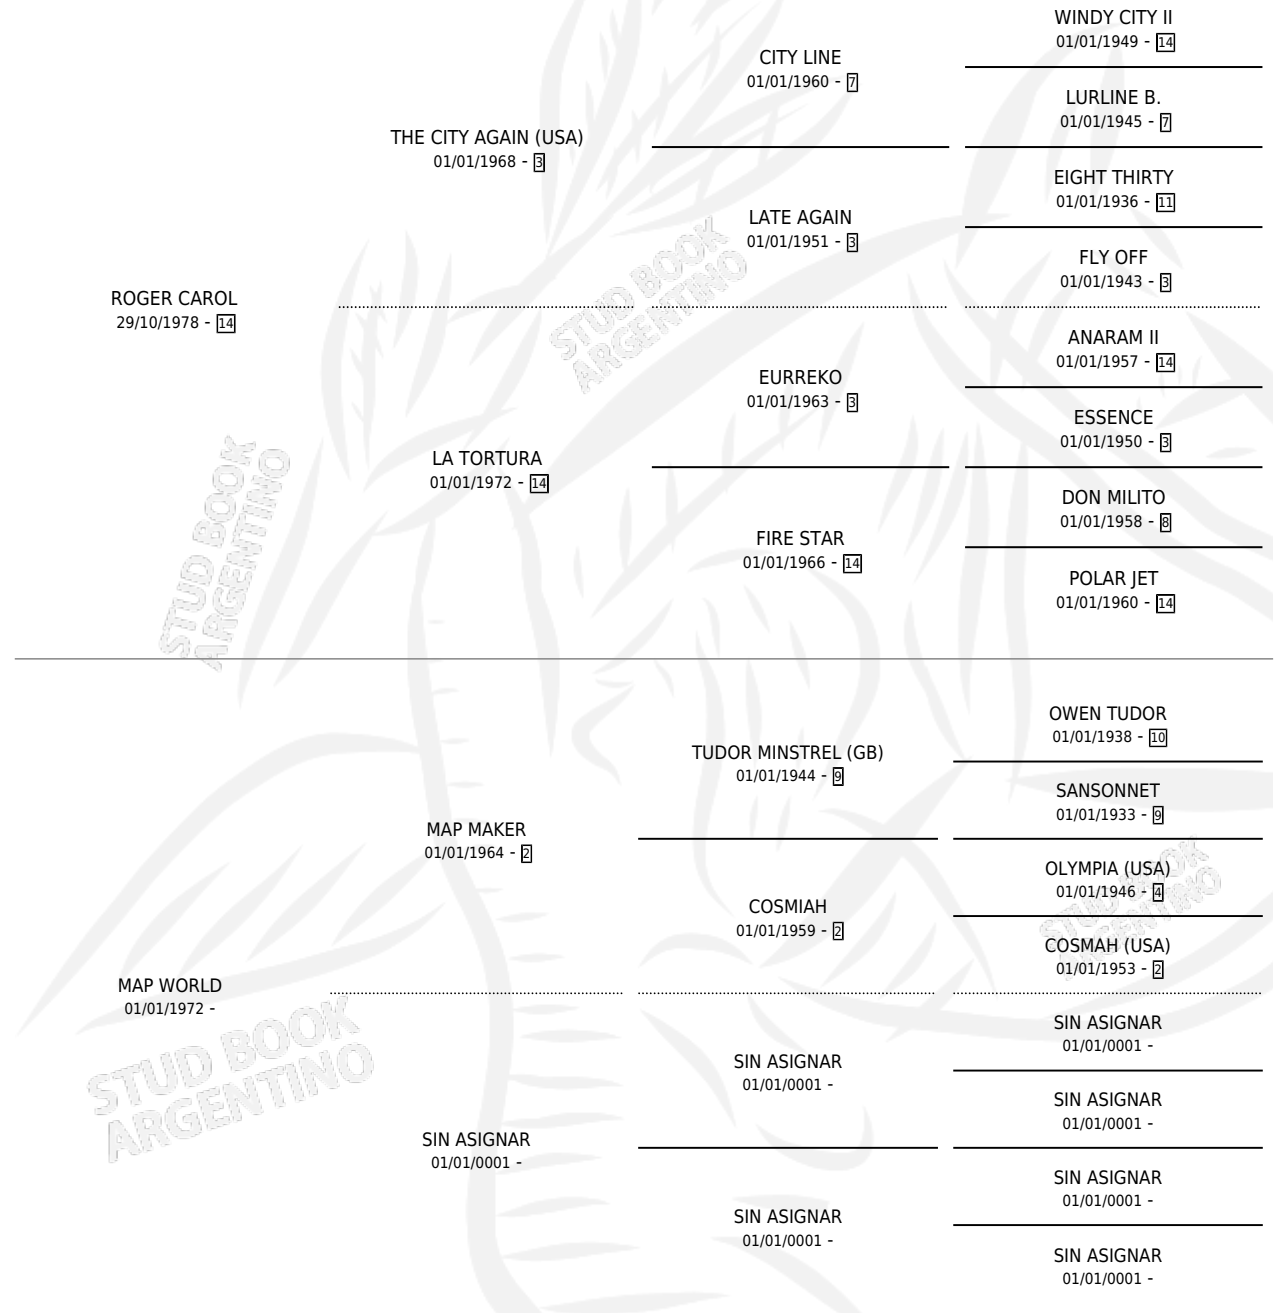 WINDY CITY II
01/01/1949 - 14
CITY LINE
01/01/1960 - 7
LURLINE B.
01/01/1945 - 7
THE CITY AGAIN (USA)
01/01/1968 - 3
EIGHT THIRTY
01/01/1936 - 11
LATE AGAIN
01/01/1951 - 3
FLY OFF
01/01/1943 - 3
ROGER CAROL
29/10/1978 - 14
ANARAM II
01/01/1957 - 14
EURREKO
01/01/1963 - 3
ESSENCE
01/01/1950 - 3
LA TORTURA
01/01/1972 - 14
DON MILITO
01/01/1958 - 8
FIRE STAR
01/01/1966 - 14
POLAR JET
01/01/1960 - 14
OWEN TUDOR
01/01/1938 - 10
TUDOR MINSTREL (GB)
01/01/1944 - 9
SANSONNET
01/01/1933 - 9
MAP MAKER
01/01/1964 - 2
OLYMPIA (USA)
01/01/1946 - 4
COSMIAH
01/01/1959 - 2
COSMAH (USA)
01/01/1953 - 2
MAP WORLD
01/01/1972 -
SIN ASIGNAR
01/01/0001 -
SIN ASIGNAR
01/01/0001 -
SIN ASIGNAR
01/01/0001 -
SIN ASIGNAR
01/01/0001 -
SIN ASIGNAR
01/01/0001 -
SIN ASIGNAR
01/01/0001 -
SIN ASIGNAR
01/01/0001 -
STUD BOOK
ARGENTINO
STUD BOOK
ARGENTINO
STUD BOOK
ARGENTINO
STUD BOOK
ARGENTINO